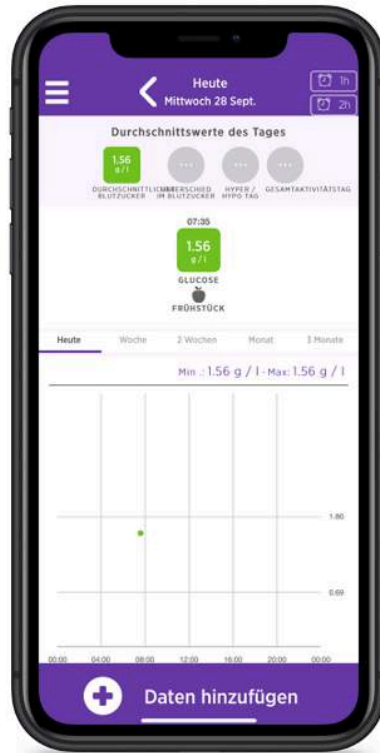 Heute
Mittwoch 28 Sept.
1h
2h
Durchschnittswerte des Tages
1.56
g/l
HYPER /
HYPO TAG
GESAMTAKTIVITÄTSTAG
BLUTZUCKER
IM BLUTZUCKER
07:35
1.56
g/l
GLUCOSE
FRÜHSTÜCK
Heute Woche 2 Wochen Monat 3 Monate
Min .: 1.56 g / l - Max: 1.56 g / l
1.80
0.69
00:00 04:00 08:00 12:00 16:00 20:00 00:00
Daten hinzufügen